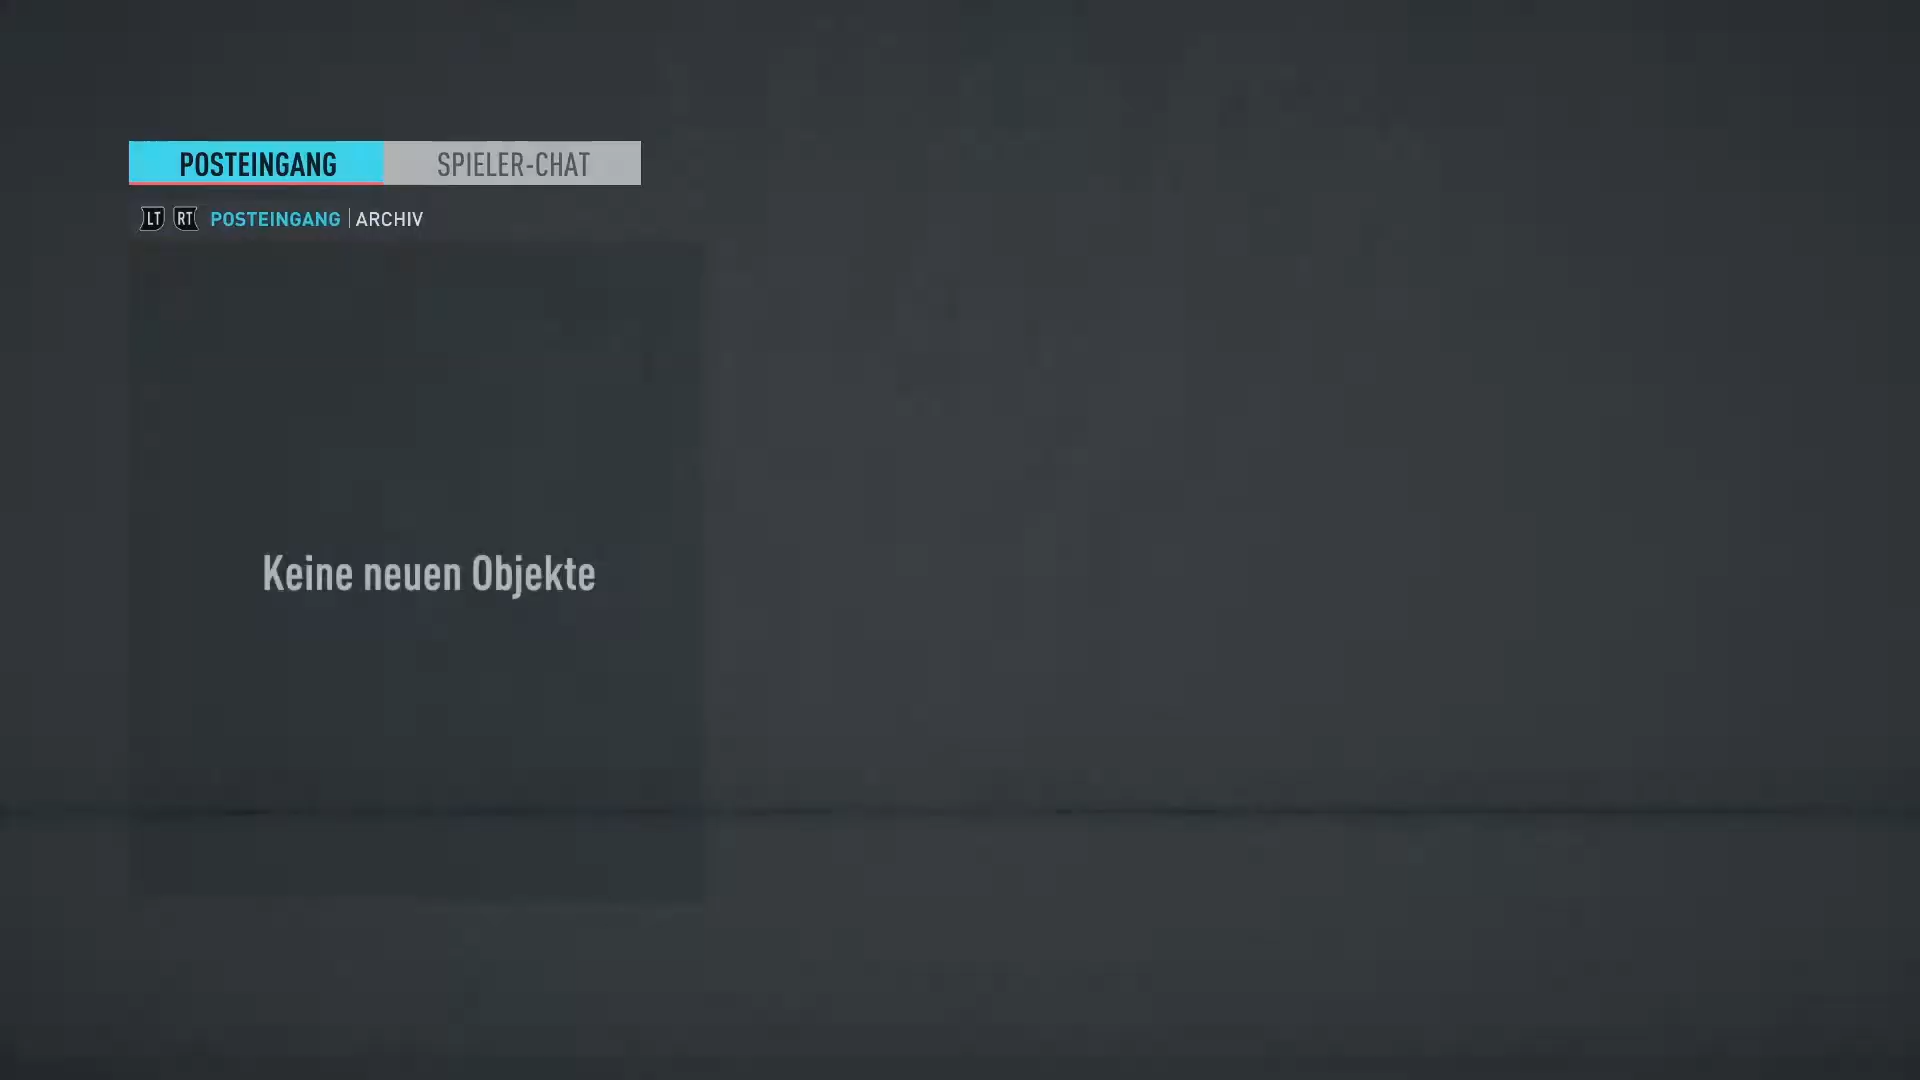 POSTEINGANG SPIELER-CHAT
LT RT POSTEINGANG | ARCHIV
Keine neuen Objekte